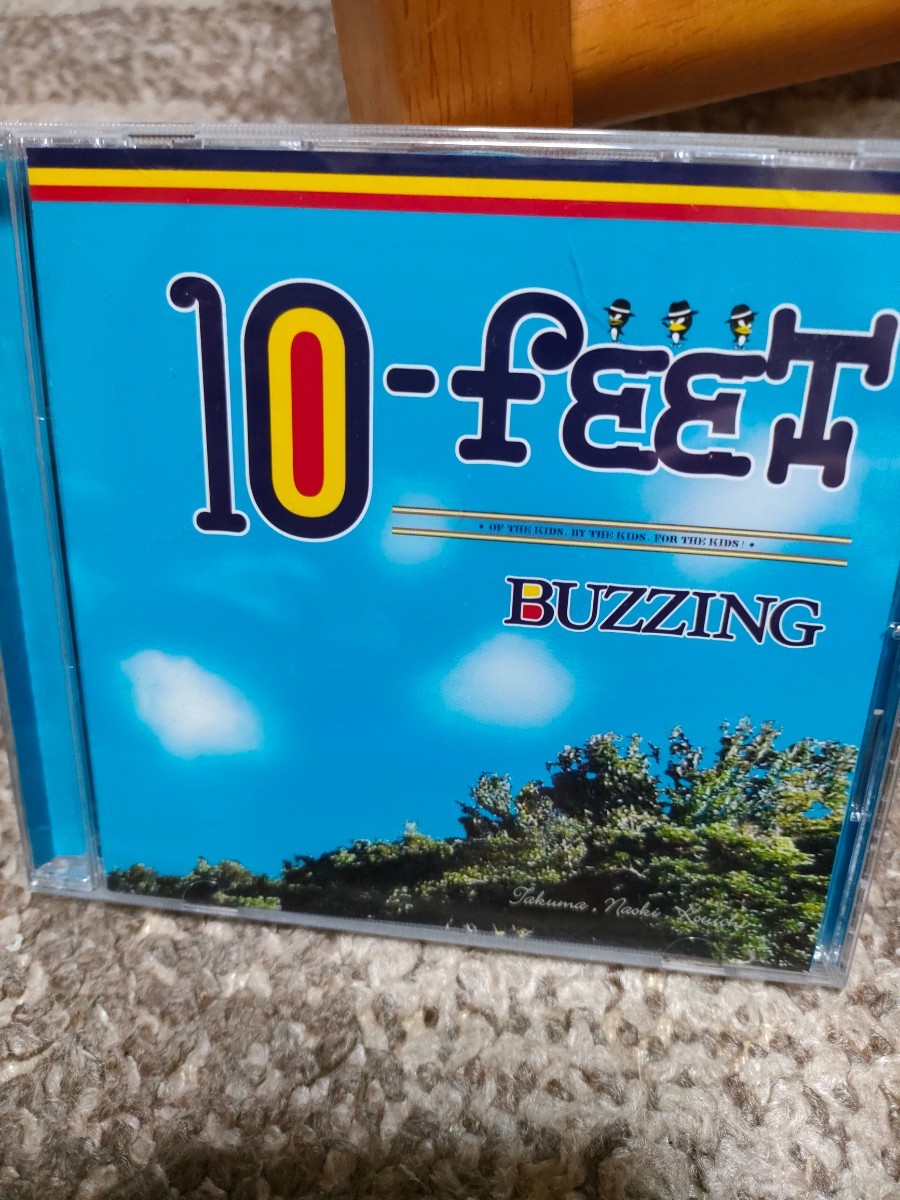 10-FEET
• OF THE KIDS, BY THE KIDS, FOR THE KIDS! •
BUZZING
Takuma, Naoki, Kouichi